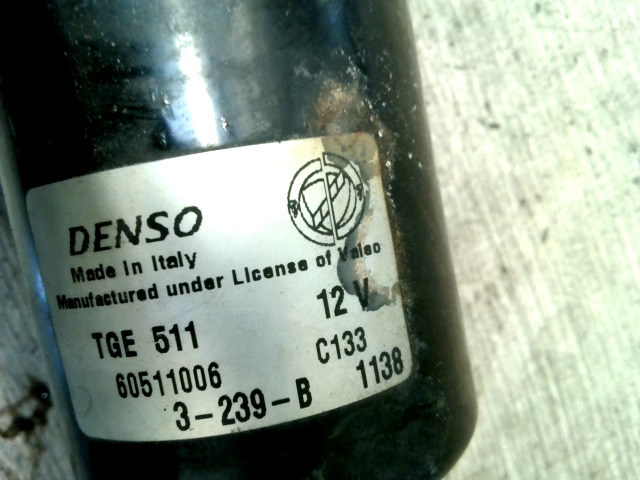 DENSO
Made in Italy
Manufactured under License of Valeo
12 V
TGE 511
C133
60511006
1138
3-239-B